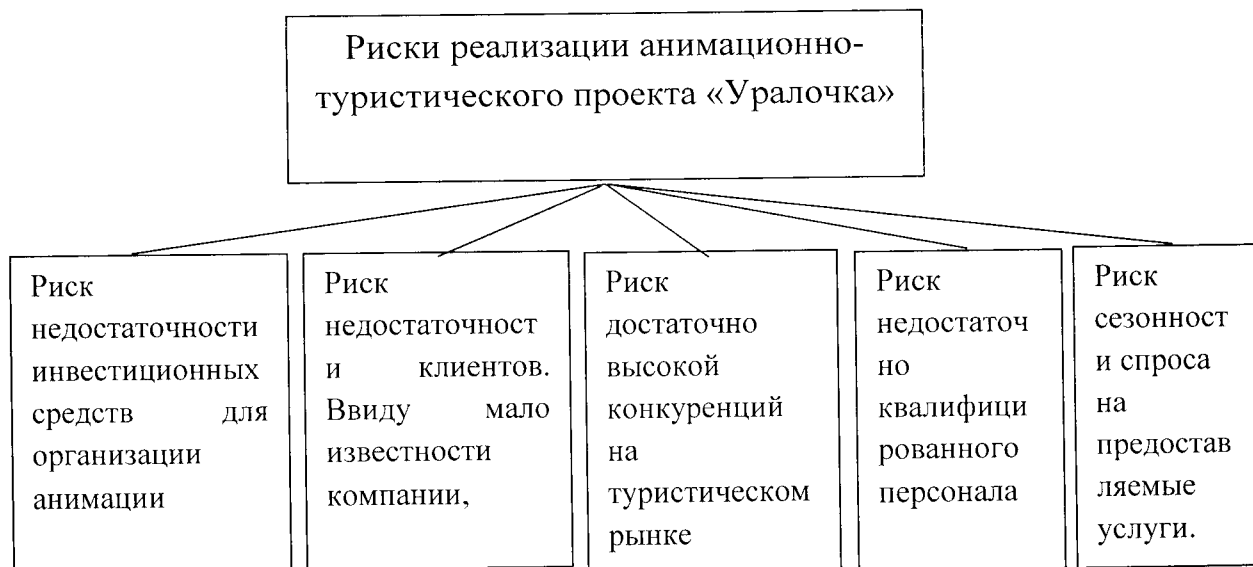 Риски реализации анимационно-
туристического проекта «Уралочка»
Риск
недостаточности
инвестиционных
средств для
организации
анимации
Риск
недостаточност
и клиентов.
Ввиду мало
известности
компании,
Риск
достаточно
высокой
конкуренций
на
туристическом
рынке
Риск
недостаточ
но
квалифици
рованного
персонала
Риск
сезонност
и спроса
на
предостав
ляемые
услуги.